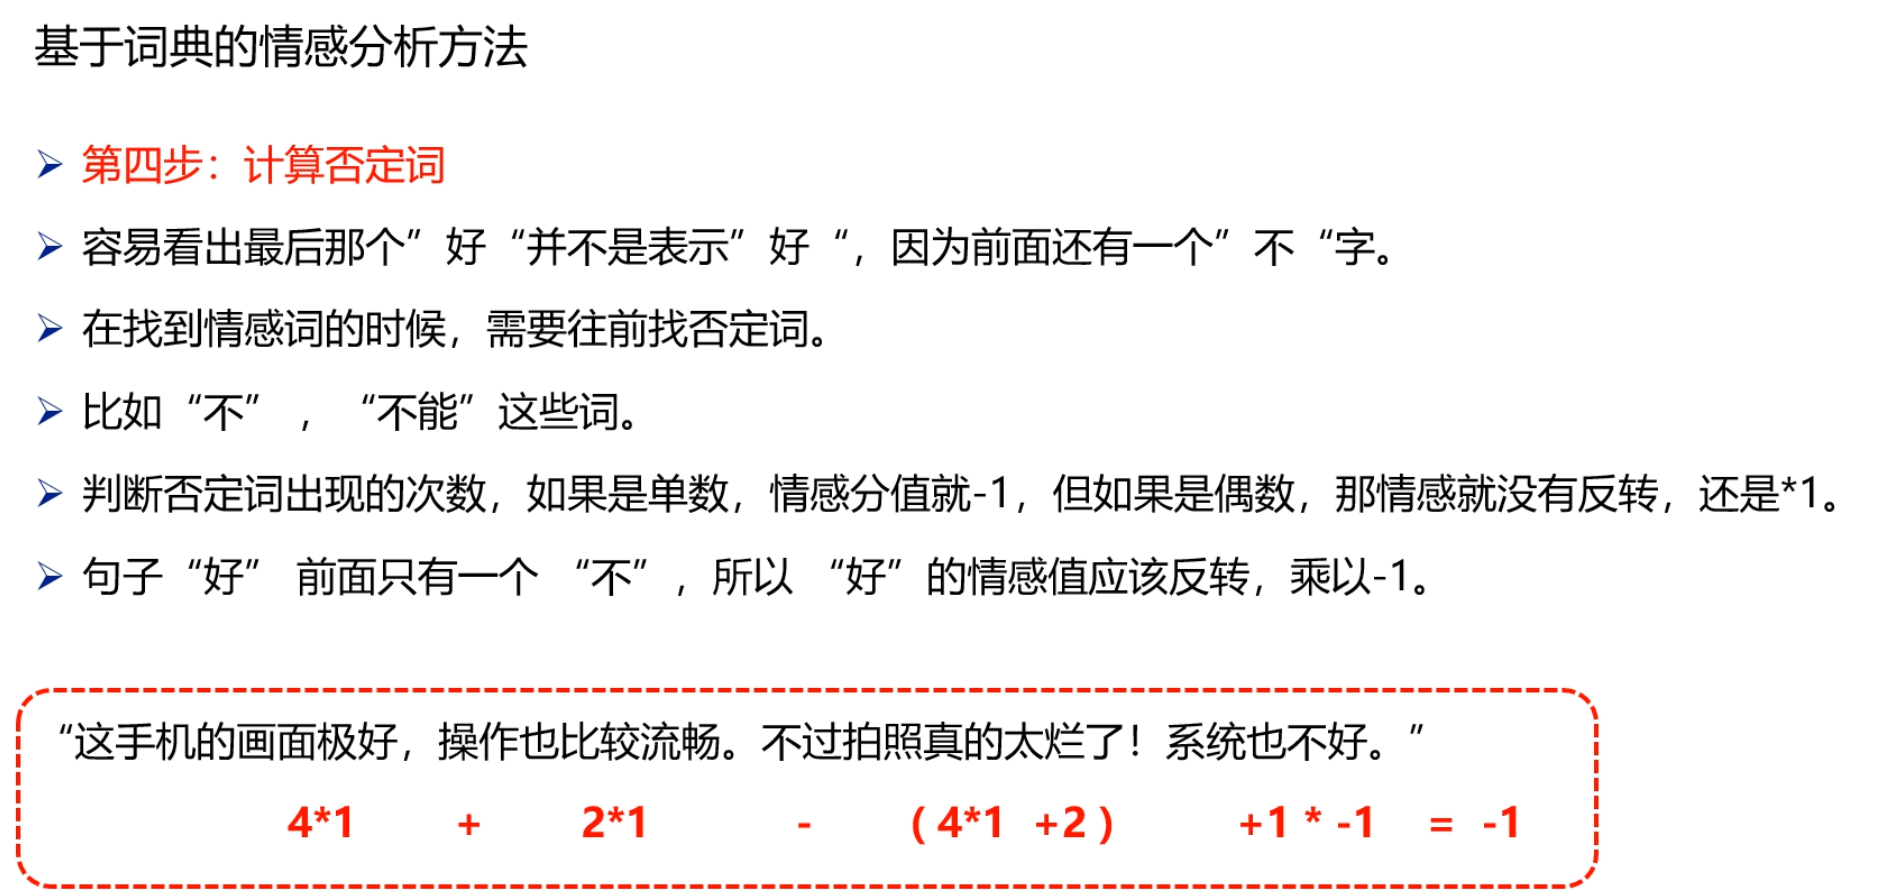 基于词典的情感分析方法
第四步：计算否定词
容易看出最后那个”好“并不是表示”好“，因为前面还有一个”不“字。
在找到情感词的时候，需要往前找否定词。
比如“不”，“不能”这些词。
判断否定词出现的次数，如果是单数，情感分值就-1，但如果是偶数，那情感就没有反转，还是*1。
句子“好” 前面只有一个 “不”，所以 “好”的情感值应该反转，乘以-1。
“这手机的画面极好，操作也比较流畅。不过拍照真的太烂了！系统也不好。”
4*1 + 2*1 - ( 4*1 +2 ) +1 * -1 = -1